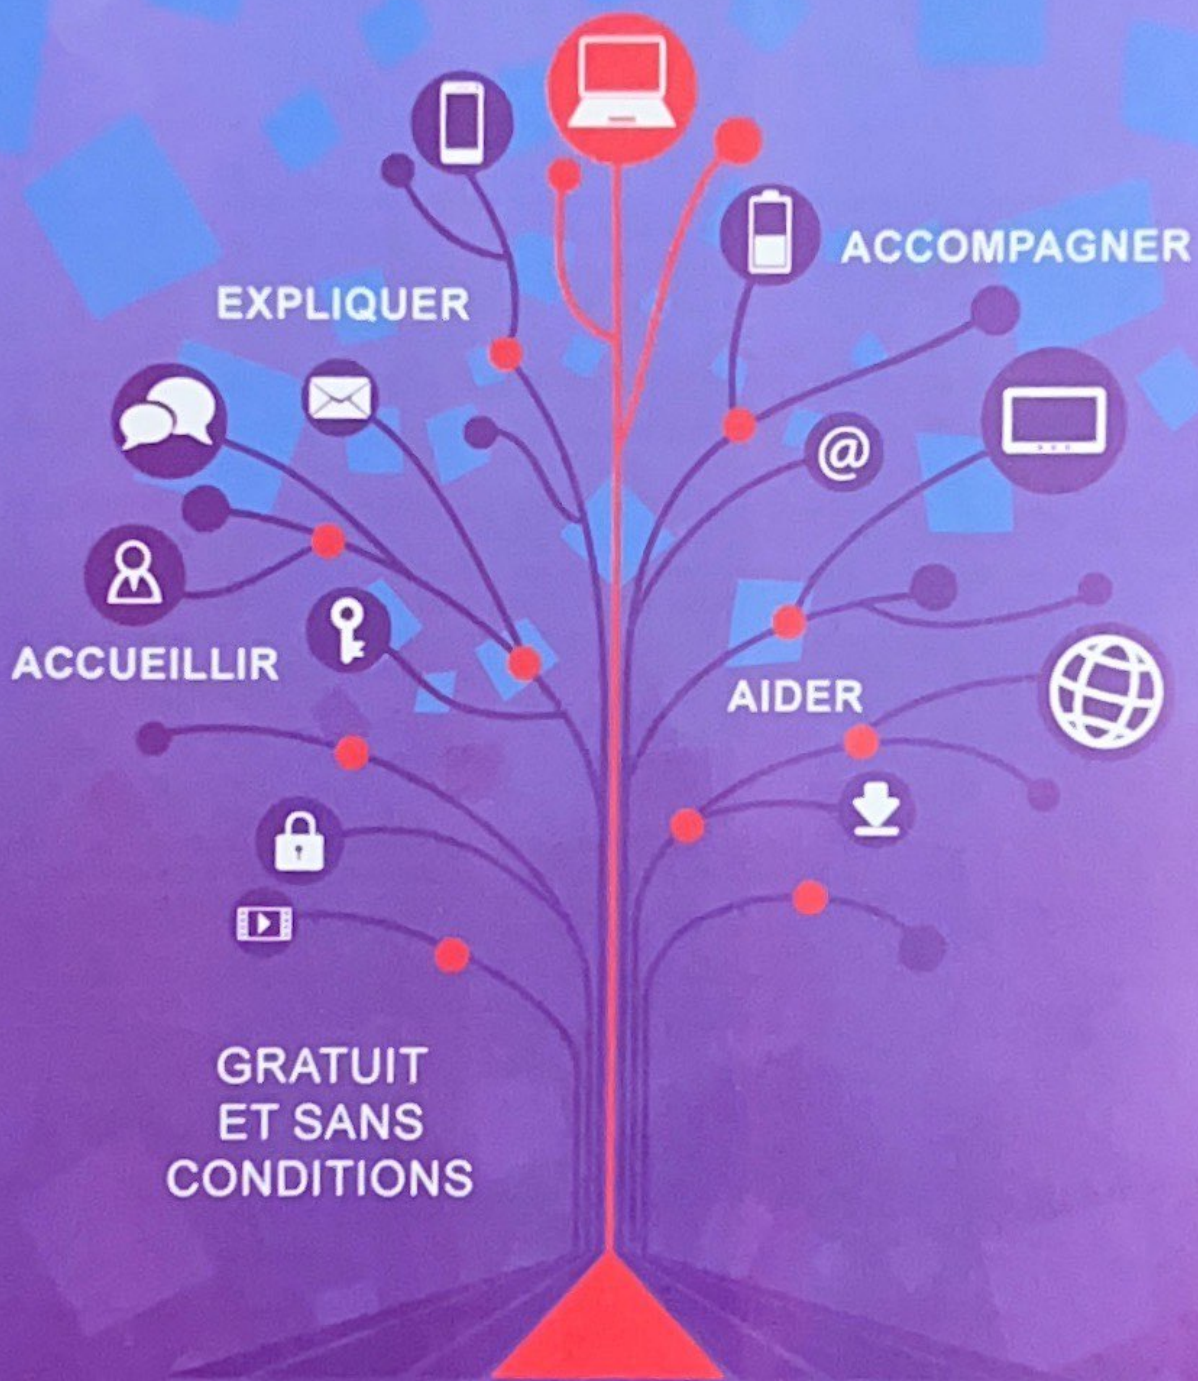 ACCOMPAGNER
EXPLIQUER
@
ACCUEILLIR
AIDER
GRATUIT
ET SANS
CONDITIONS